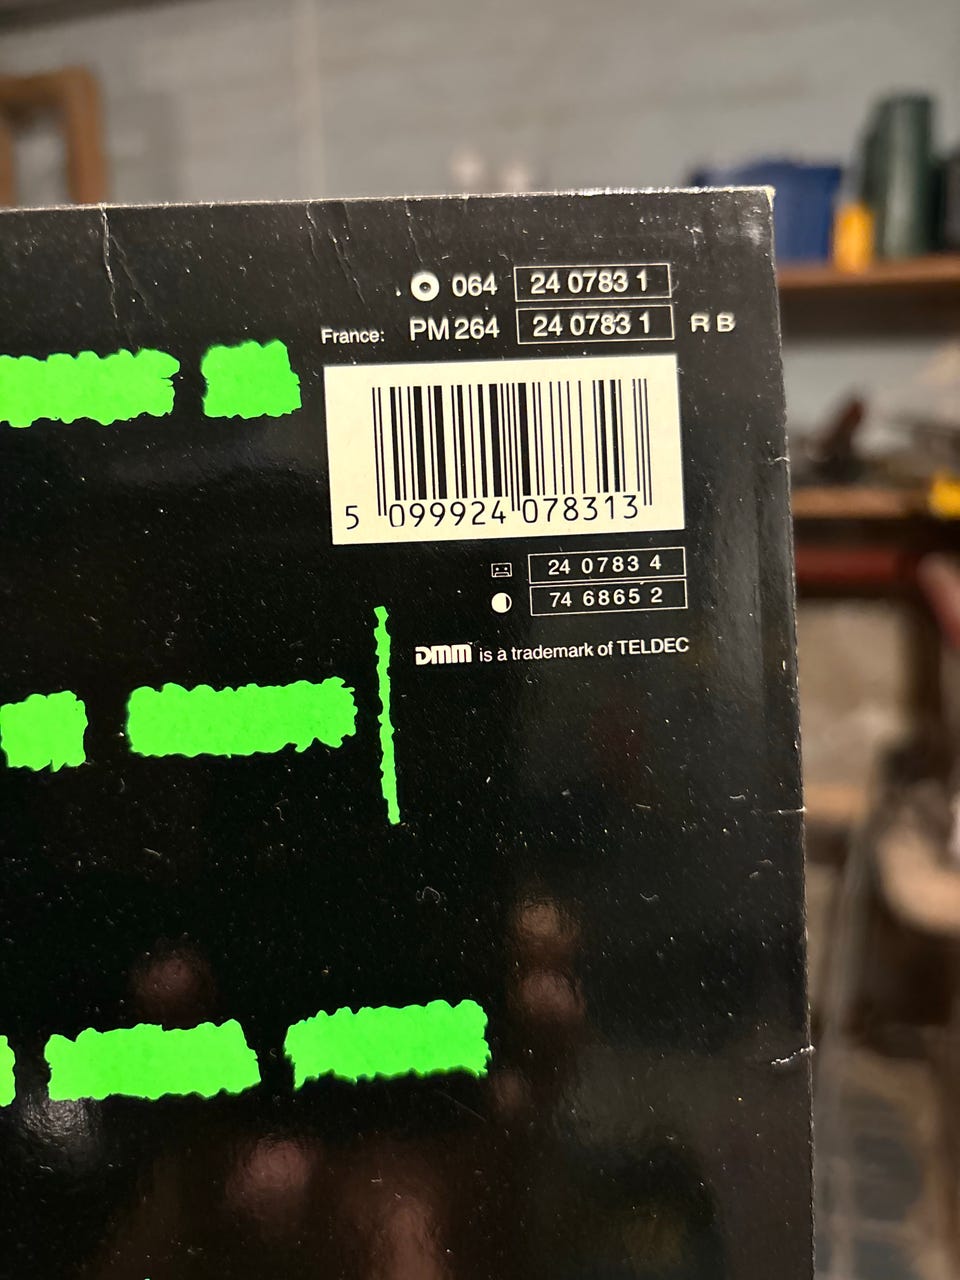 064 24 0783 1
France: PM 264 24 0783 1 RB
5 099924 078313
24 0783 4
74 6865 2
DMM is a trademark of TELDEC